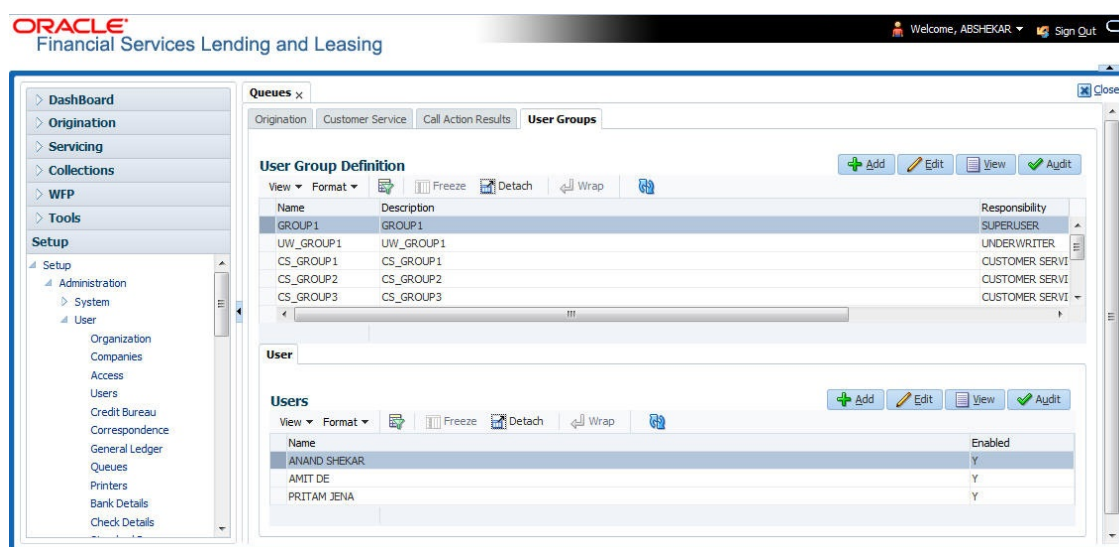 ORACLE
Financial Services Lending and Leasing
Welcome, ABSHEKAR
Sign Out
Close
DashBoard
Origination
Servicing
Collections
WFP
Tools
Setup
Setup
Administration
System
User
Organization
Companies
Access
Users
Credit Bureau
Correspondence
General Ledger
Queues
Printers
Bank Details
Check Details
Queues
Origination Customer Service Call Action Results User Groups
User Group Definition
Add Edit View Audit
View Format Freeze Detach Wrap
Name Description Responsibility
GROUP1 GROUP1 SUPERUSER
UW_GROUP1 UW_GROUP1 UNDERWRITER
CS_GROUP1 CS_GROUP1 CUSTOMER SERVI
CS_GROUP2 CS_GROUP2 CUSTOMER SERVI
CS_GROUP3 CS_GROUP3 CUSTOMER SERVI
User
Users
Add Edit View Audit
View Format Freeze Detach Wrap
Name Enabled
ANAND SHEKAR Y
AMIT DE Y
PRITAM JENA Y